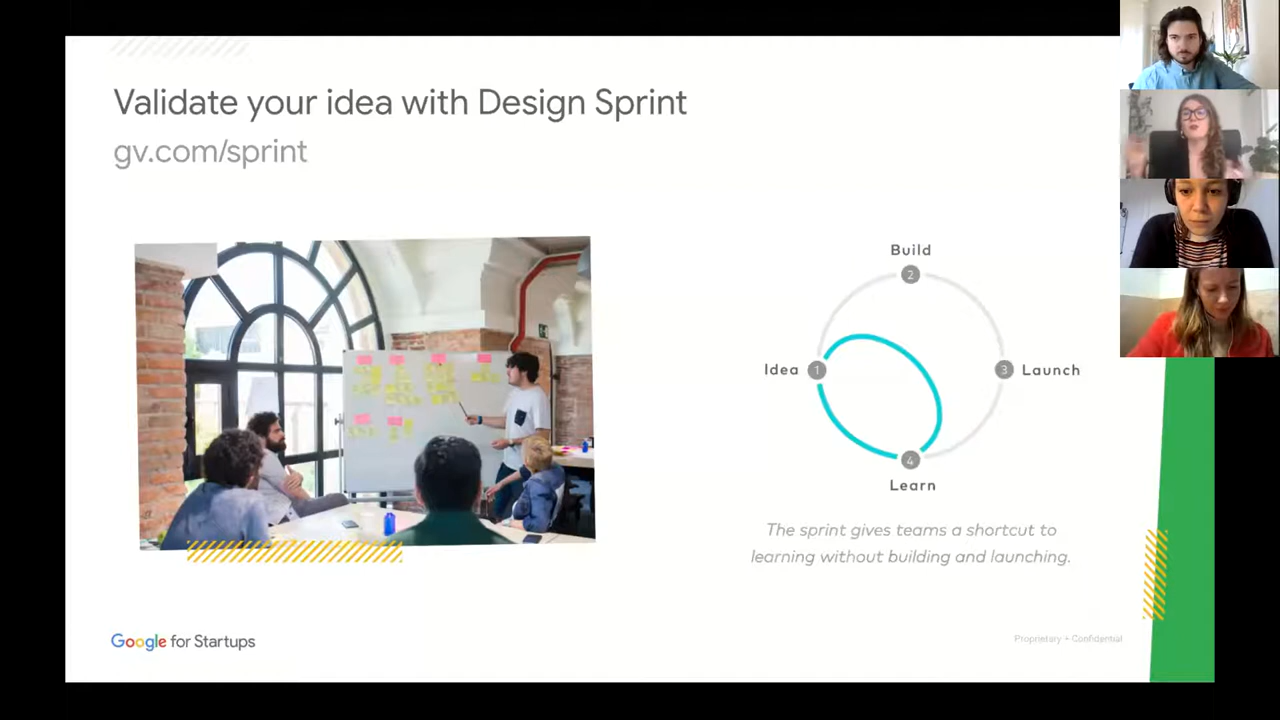 Validate your idea with Design Sprint
gv.com/sprint
Build
2
Idea
1
3
Launch
4
Learn
The sprint gives teams a shortcut to
learning without building and launching.
Google for Startups
Proprietary + Confidential